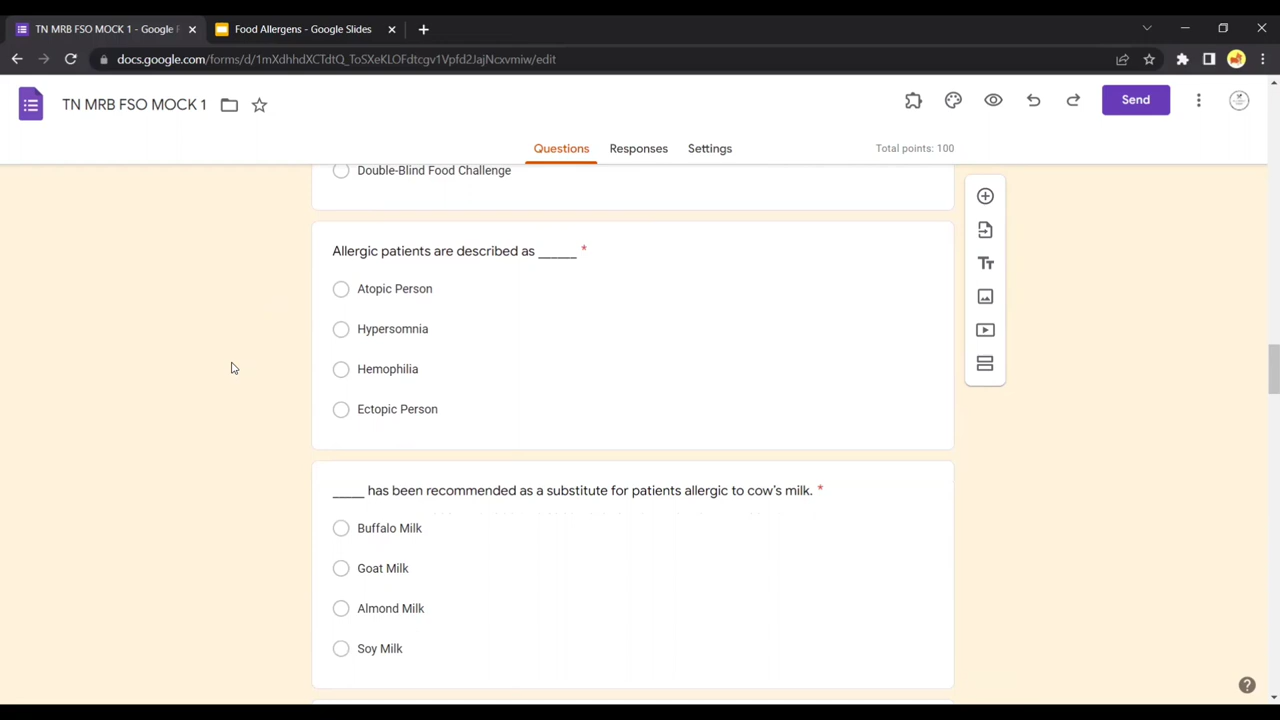 TN MRB FSO MOCK 1 - Google F
Food Allergens - Google Slides
docs.google.com/forms/d/1mXdhhdXCTdtQ_ToSXeKLOFdtcgv1Vpfd2JajNcxvmiw/edit
TN MRB FSO MOCK 1
Send
Questions
Responses
Settings
Total points: 100
Double-Blind Food Challenge
Allergic patients are described as ______ *
Atopic Person
Hypersomnia
Hemophilia
Ectopic Person
_____ has been recommended as a substitute for patients allergic to cow’s milk. *
Buffalo Milk
Goat Milk
Almond Milk
Soy Milk